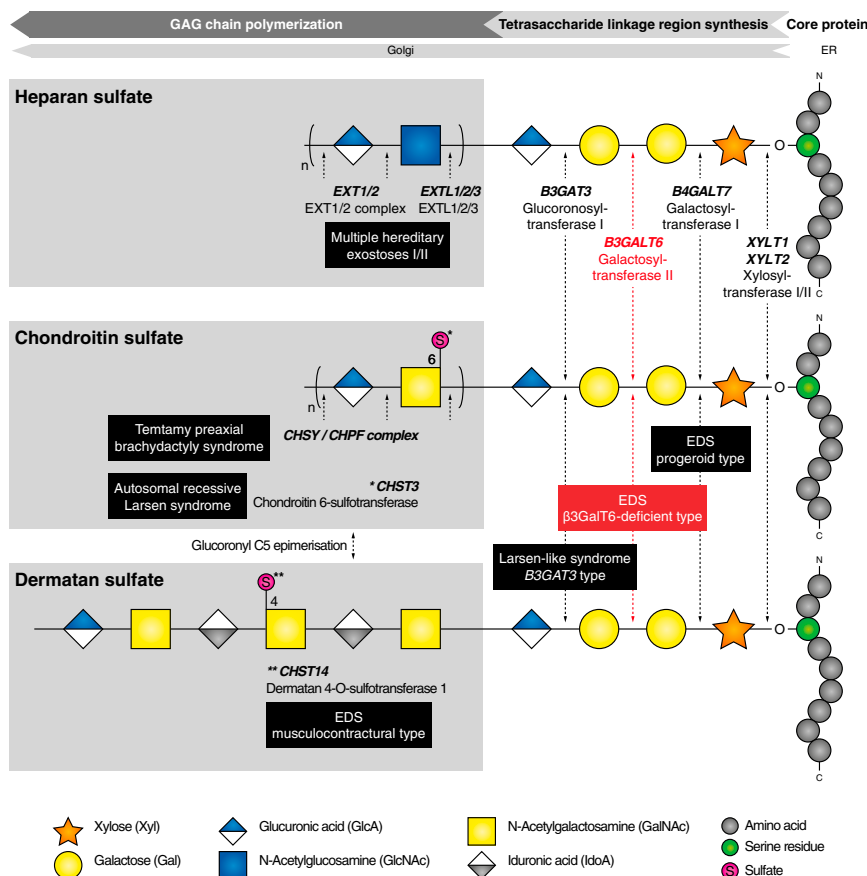 GAG chain polymerization
Tetrasaccharide linkage region synthesis
Core protein
Golgi
ER
Heparan sulfate
N
O
n
EXT1/2
EXT1/2 complex
EXTL1/2/3
EXTL1/2/3
Multiple hereditary
exostoses I/II
B3GAT3
Glucoronosyl-
transferase I
B4GALT7
Galactosyl-
transferase I
B3GALT6
Galactosyl-
transferase II
XYLT1
XYLT2
Xylosyl-
transferase I/II
C
Chondroitin sulfate
N
S*
6
O
n
CHSY / CHPF complex
Temtamy preaxial
brachydactyly syndrome
Autosomal recessive
Larsen syndrome
* CHST3
Chondroitin 6-sulfotransferase
EDS
progeroid type
EDS
β3GalT6-deficient type
C
Glucoronyl C5 epimerisation
Larsen-like syndrome
B3GAT3 type
Dermatan sulfate
N
S**
4
O
** CHST14
Dermatan 4-O-sulfotransferase 1
EDS
musculocontractural type
C
Xylose (Xyl)
Glucuronic acid (GlcA)
N-Acetylgalactosamine (GalNAc)
Amino acid
Serine residue
Galactose (Gal)
N-Acetylglucosamine (GlcNAc)
Iduronic acid (IdoA)
S
Sulfate